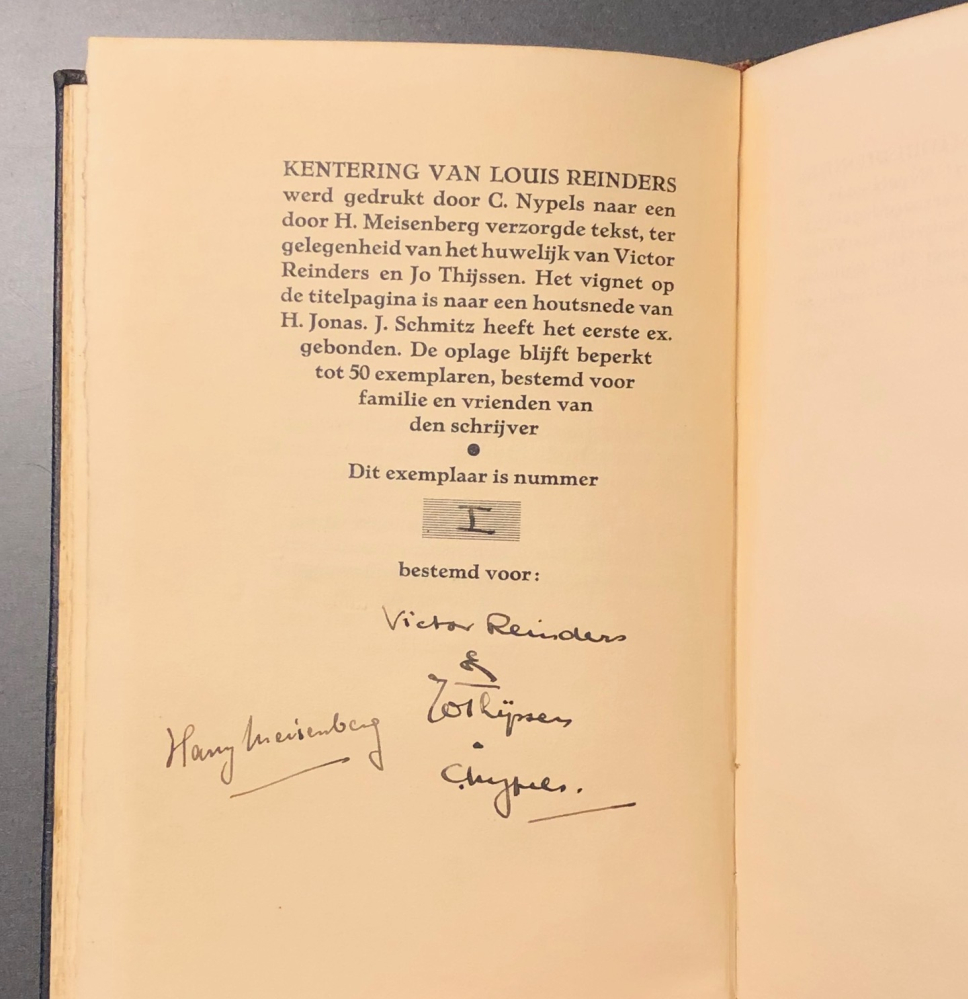 KENTERING VAN LOUIS REINDERS
werd gedrukt door C. Nypels naar een
door H. Meisenberg verzorgde tekst, ter
gelegenheid van het huwelijk van Victor
Reinders en Jo Thijssen. Het vignet op
de titelpagina is naar een houtsnede van
H. Jonas. J. Schmitz heeft het eerste ex.
gebonden. De oplage blijft beperkt
tot 50 exemplaren, bestemd voor
familie en vrienden van
den schrijver
●
Dit exemplaar is nummer
I
bestemd voor:
Victor Reinders
&
Jo Thijssen
Harry Meisenberg
C. Nypels.